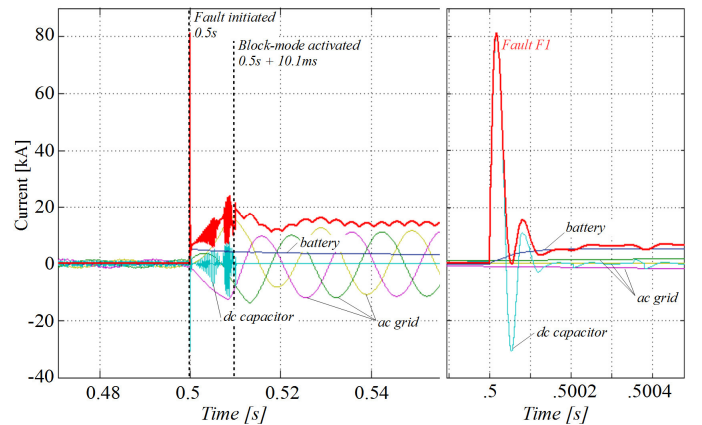 Fault initiated
0.5s
Block-mode activated
0.5s + 10.1ms
Fault F1
80
60
40
20
0
-20
-40
Current [kA]
battery
battery
dc capacitor
ac grid
ac grid
dc capacitor
0.48
0.5
0.52
0.54
.5
.5002
.5004
Time [s]
Time [s]